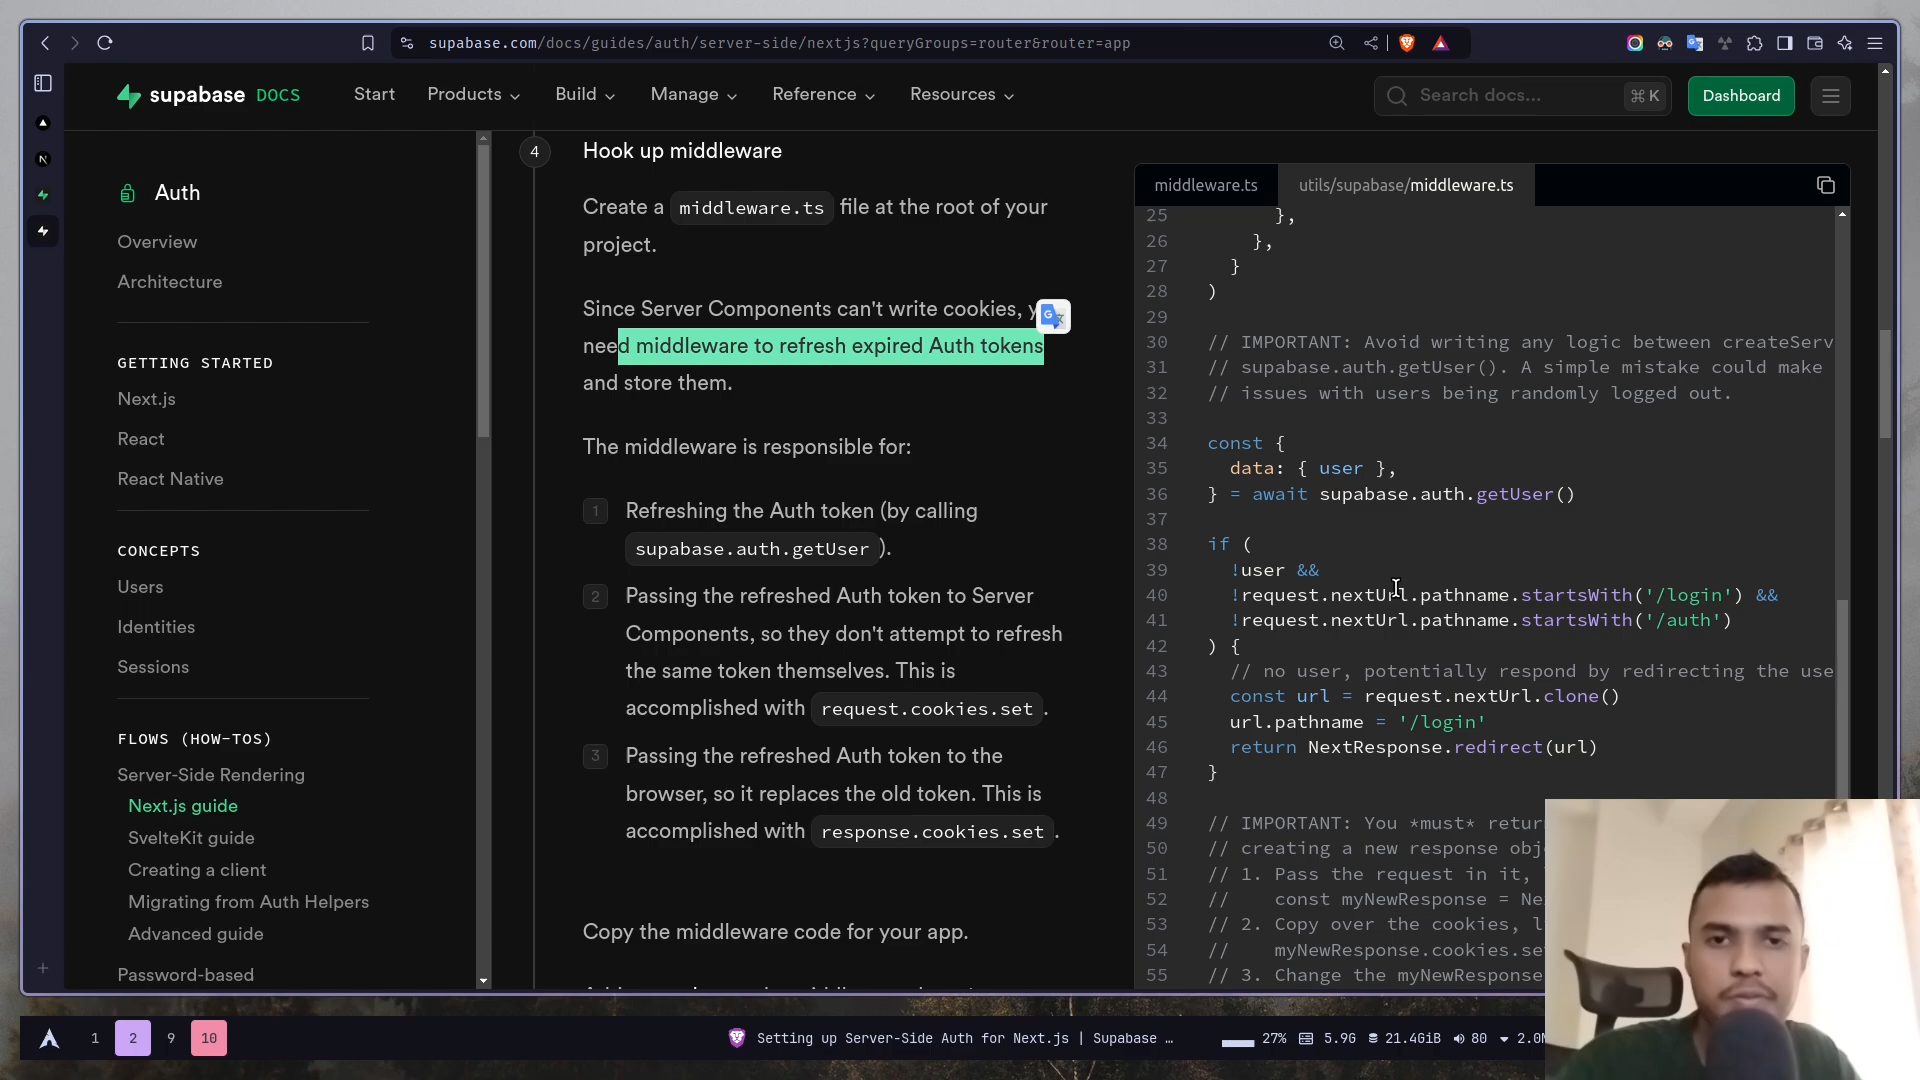 supabase.com/docs/guides/auth/server-side/nextjs?queryGroups=router&router=app
supabase DOCS
Start
Products
Build
Manage
Reference
Resources
Search docs...
⌘ K
Dashboard
Auth
Overview
Architecture
GETTING STARTED
Next.js
React
React Native
CONCEPTS
Users
Identities
Sessions
FLOWS (HOW-TOS)
Server-Side Rendering
Next.js guide
SvelteKit guide
Creating a client
Migrating from Auth Helpers
Advanced guide
Password-based
4
Hook up middleware
Create a middleware.ts file at the root of your
project.
Since Server Components can't write cookies, y
need middleware to refresh expired Auth tokens
and store them.
The middleware is responsible for:
1 Refreshing the Auth token (by calling
supabase.auth.getUser ).
2 Passing the refreshed Auth token to Server
Components, so they don't attempt to refresh
the same token themselves. This is
accomplished with request.cookies.set .
3 Passing the refreshed Auth token to the
browser, so it replaces the old token. This is
accomplished with response.cookies.set .
Copy the middleware code for your app.
middleware.ts
utils/supabase/middleware.ts
25 },
26 },
27 }
28 )
29
30 // IMPORTANT: Avoid writing any logic between createServ
31 // supabase.auth.getUser(). A simple mistake could make
32 // issues with users being randomly logged out.
33
34 const {
35 data: { user },
36 } = await supabase.auth.getUser()
37
38 if (
39 !user &&
40 !request.nextUrl.pathname.startsWith('/login') &&
41 !request.nextUrl.pathname.startsWith('/auth')
42 ) {
43 // no user, potentially respond by redirecting the use
44 const url = request.nextUrl.clone()
45 url.pathname = '/login'
46 return NextResponse.redirect(url)
47 }
48
49 // IMPORTANT: You *must* retur
50 // creating a new response obj
51 // 1. Pass the request in it,
52 // const myNewResponse = Ne
53 // 2. Copy over the cookies, l
54 // myNewResponse.cookies.se
55 // 3. Change the myNewResponse
1
2
9
10
Setting up Server-Side Auth for Next.js | Supabase …
27%
5.9G
21.4GiB
80
2.0